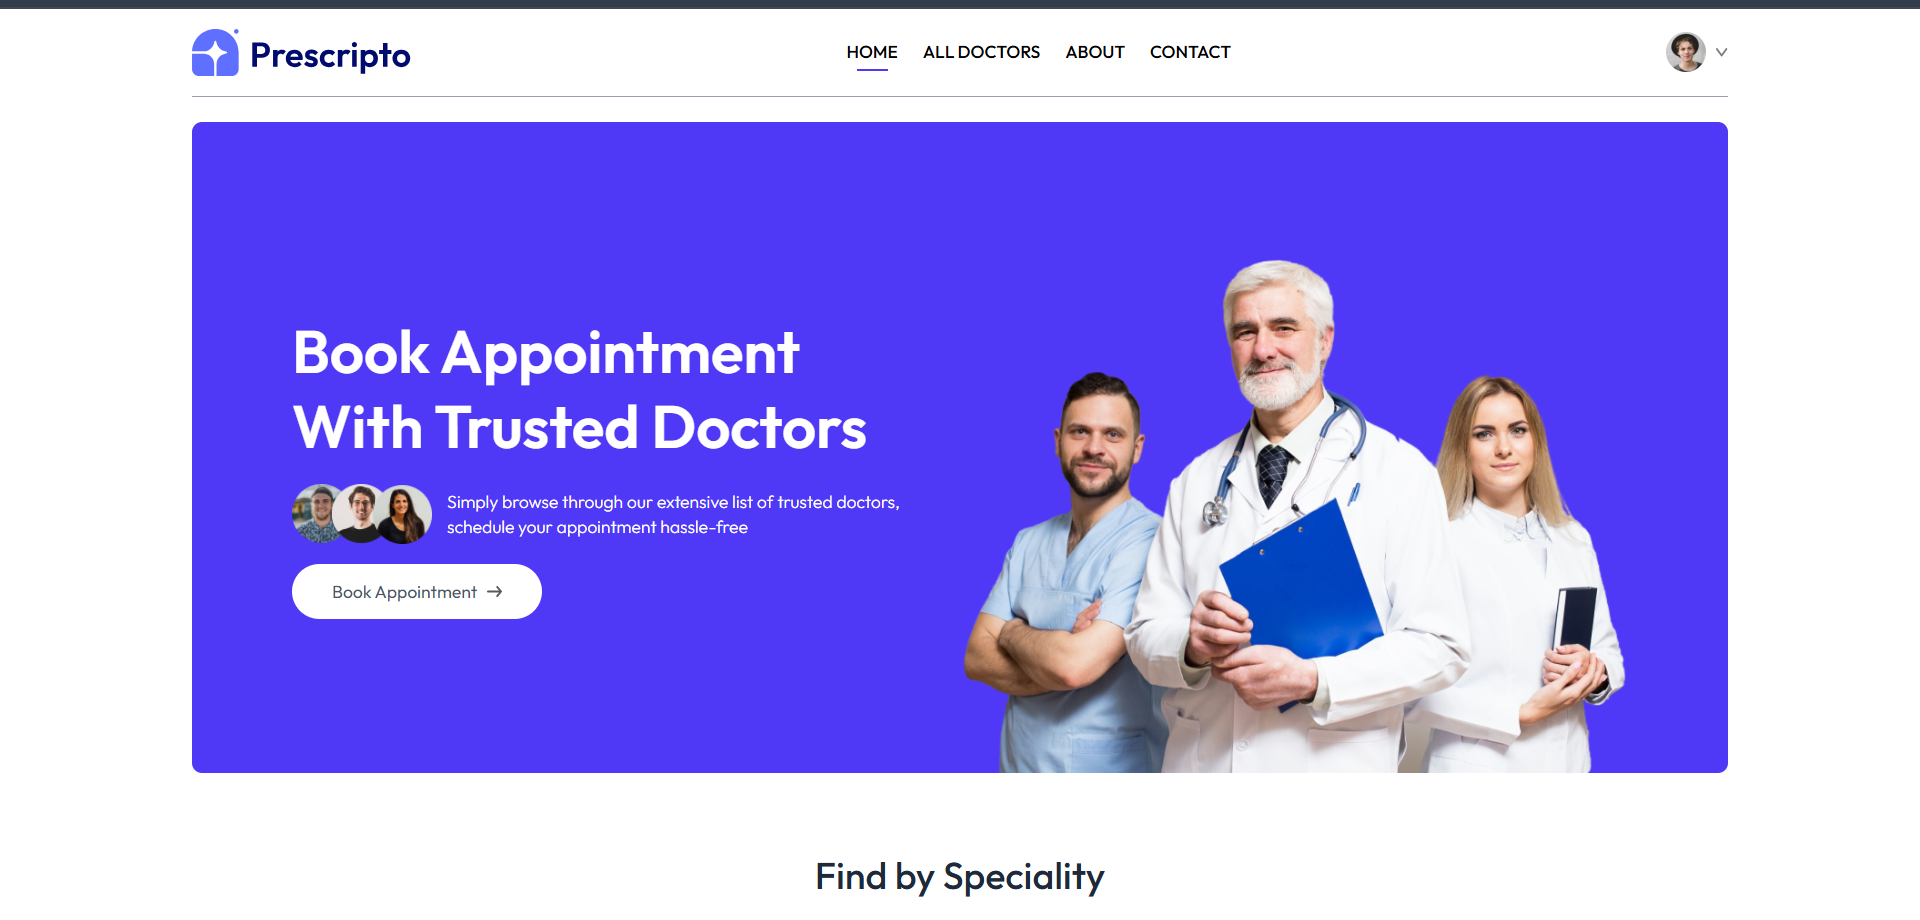 Prescripto
HOME
ALL DOCTORS
ABOUT
CONTACT
Book Appointment
With Trusted Doctors
Simply browse through our extensive list of trusted doctors,
schedule your appointment hassle-free
Book Appointment →
Find by Speciality